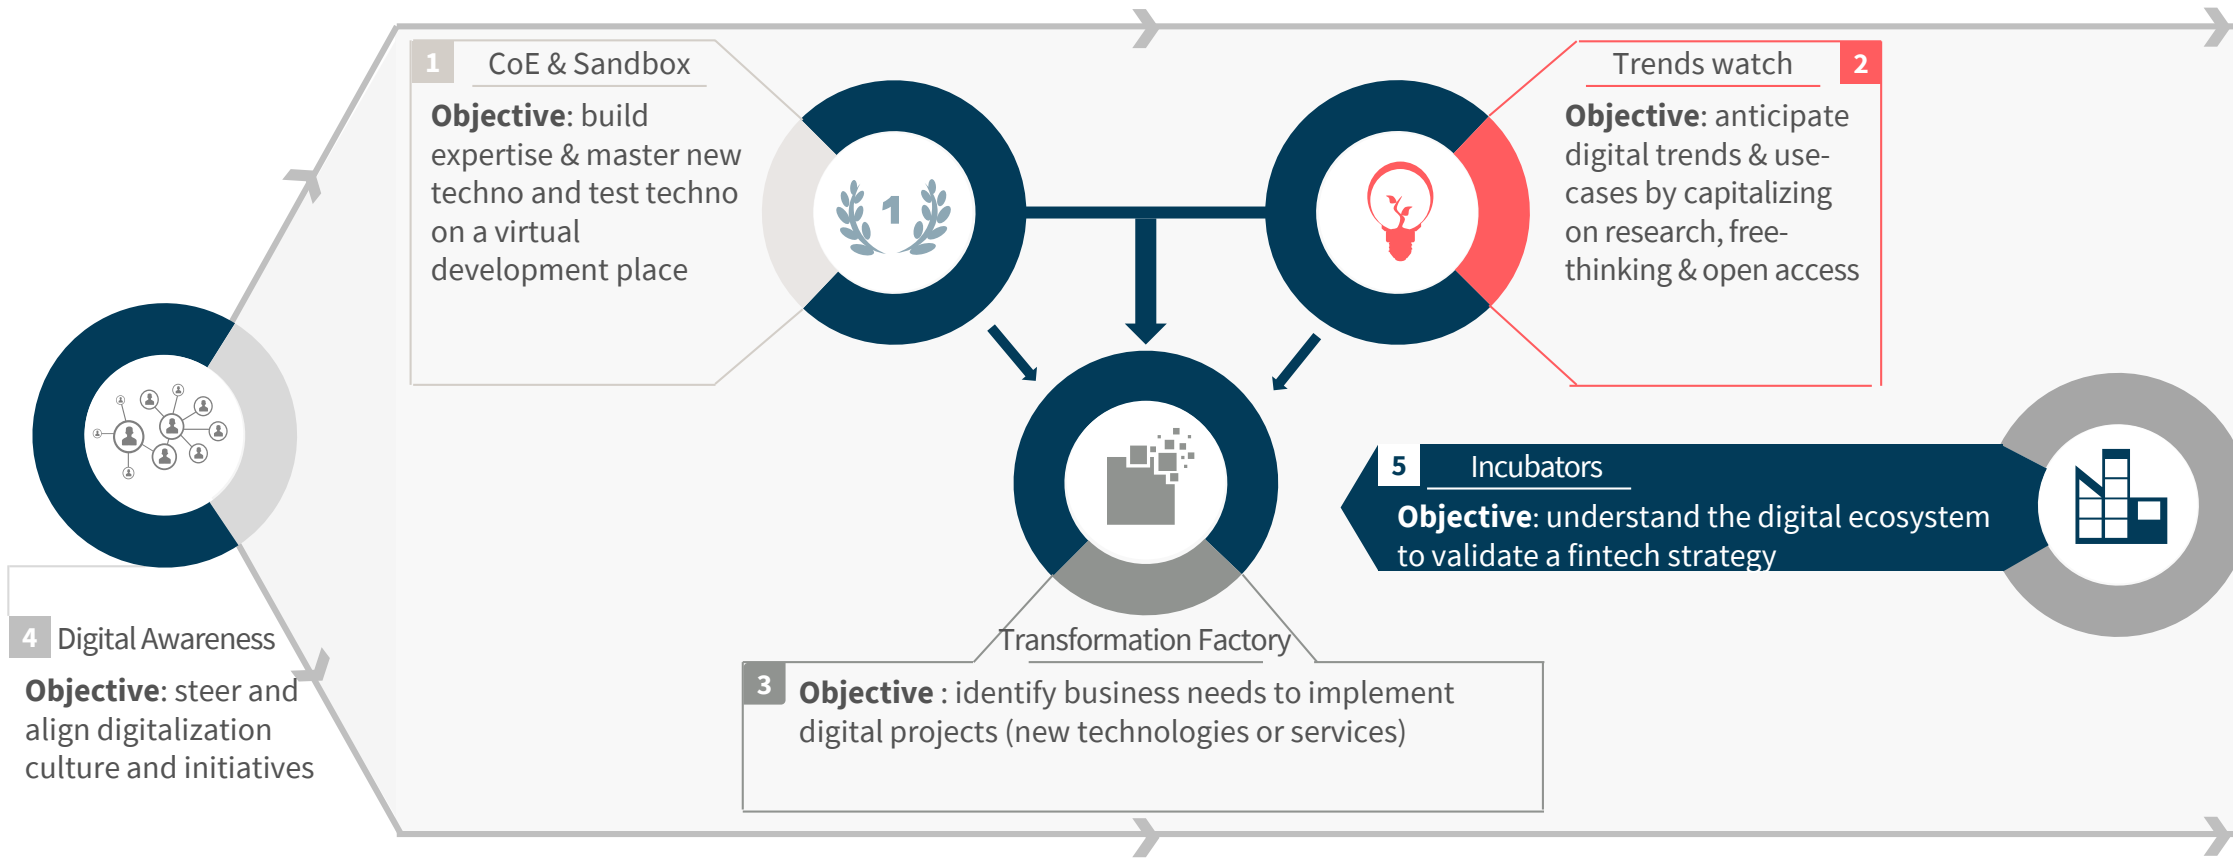 1 CoE & Sandbox
Objective: build
expertise & master new
techno and test techno
on a virtual
development place
1
Trends watch 2
Objective: anticipate
digital trends & use-
cases by capitalizing
on research, free-
thinking & open access
5 Incubators
Objective: understand the digital ecosystem
to validate a fintech strategy
4 Digital Awareness
Objective: steer and
align digitalization
culture and initiatives
Transformation Factory
3 Objective : identify business needs to implement
digital projects (new technologies or services)